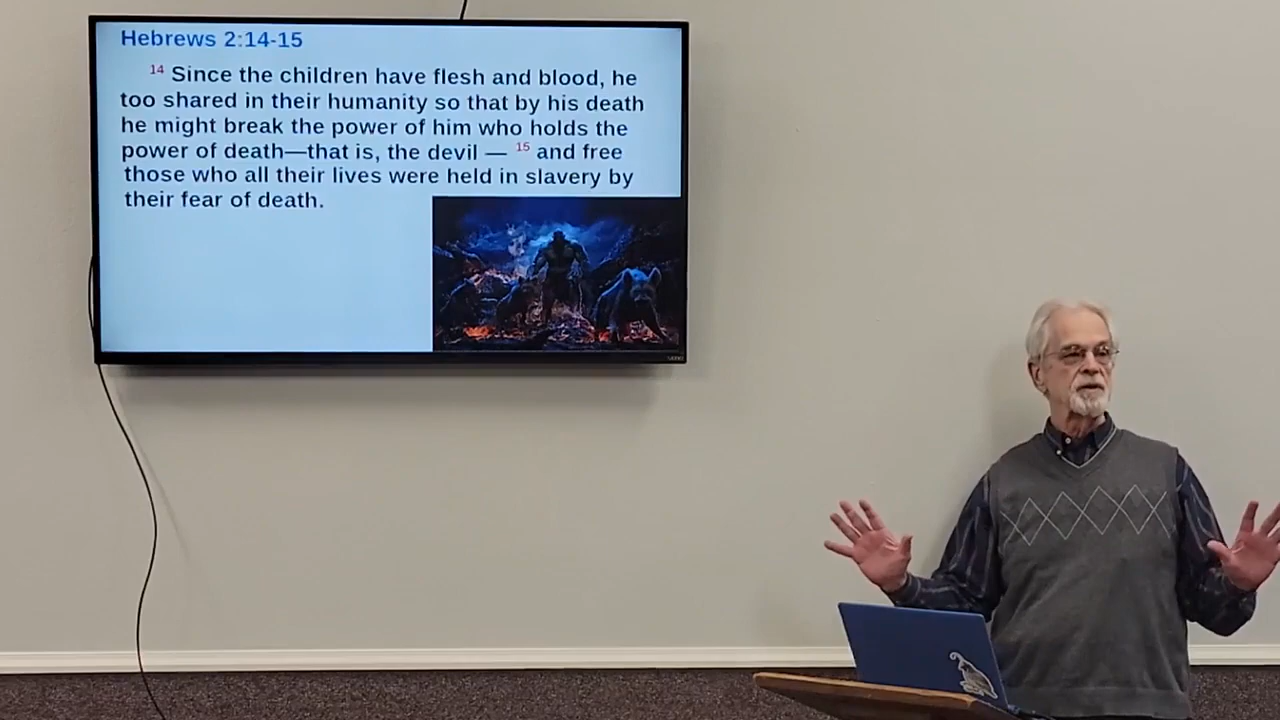 Hebrews 2:14-15
14 Since the children have flesh and blood, he
too shared in their humanity so that by his death
he might break the power of him who holds the
power of death—that is, the devil — 15 and free
those who all their lives were held in slavery by
their fear of death.